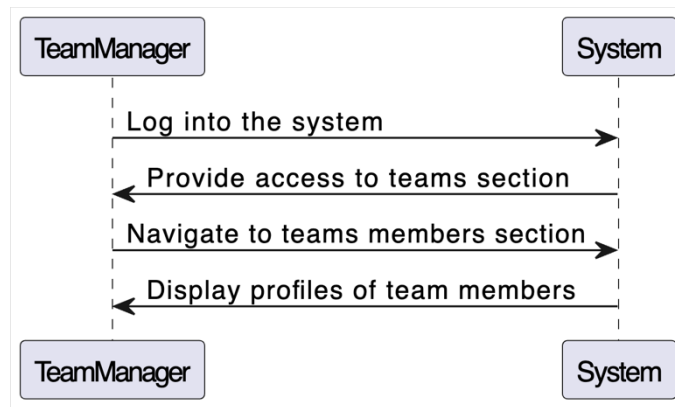 TeamManager
System
Log into the system
Provide access to teams section
Navigate to teams members section
Display profiles of team members
TeamManager
System